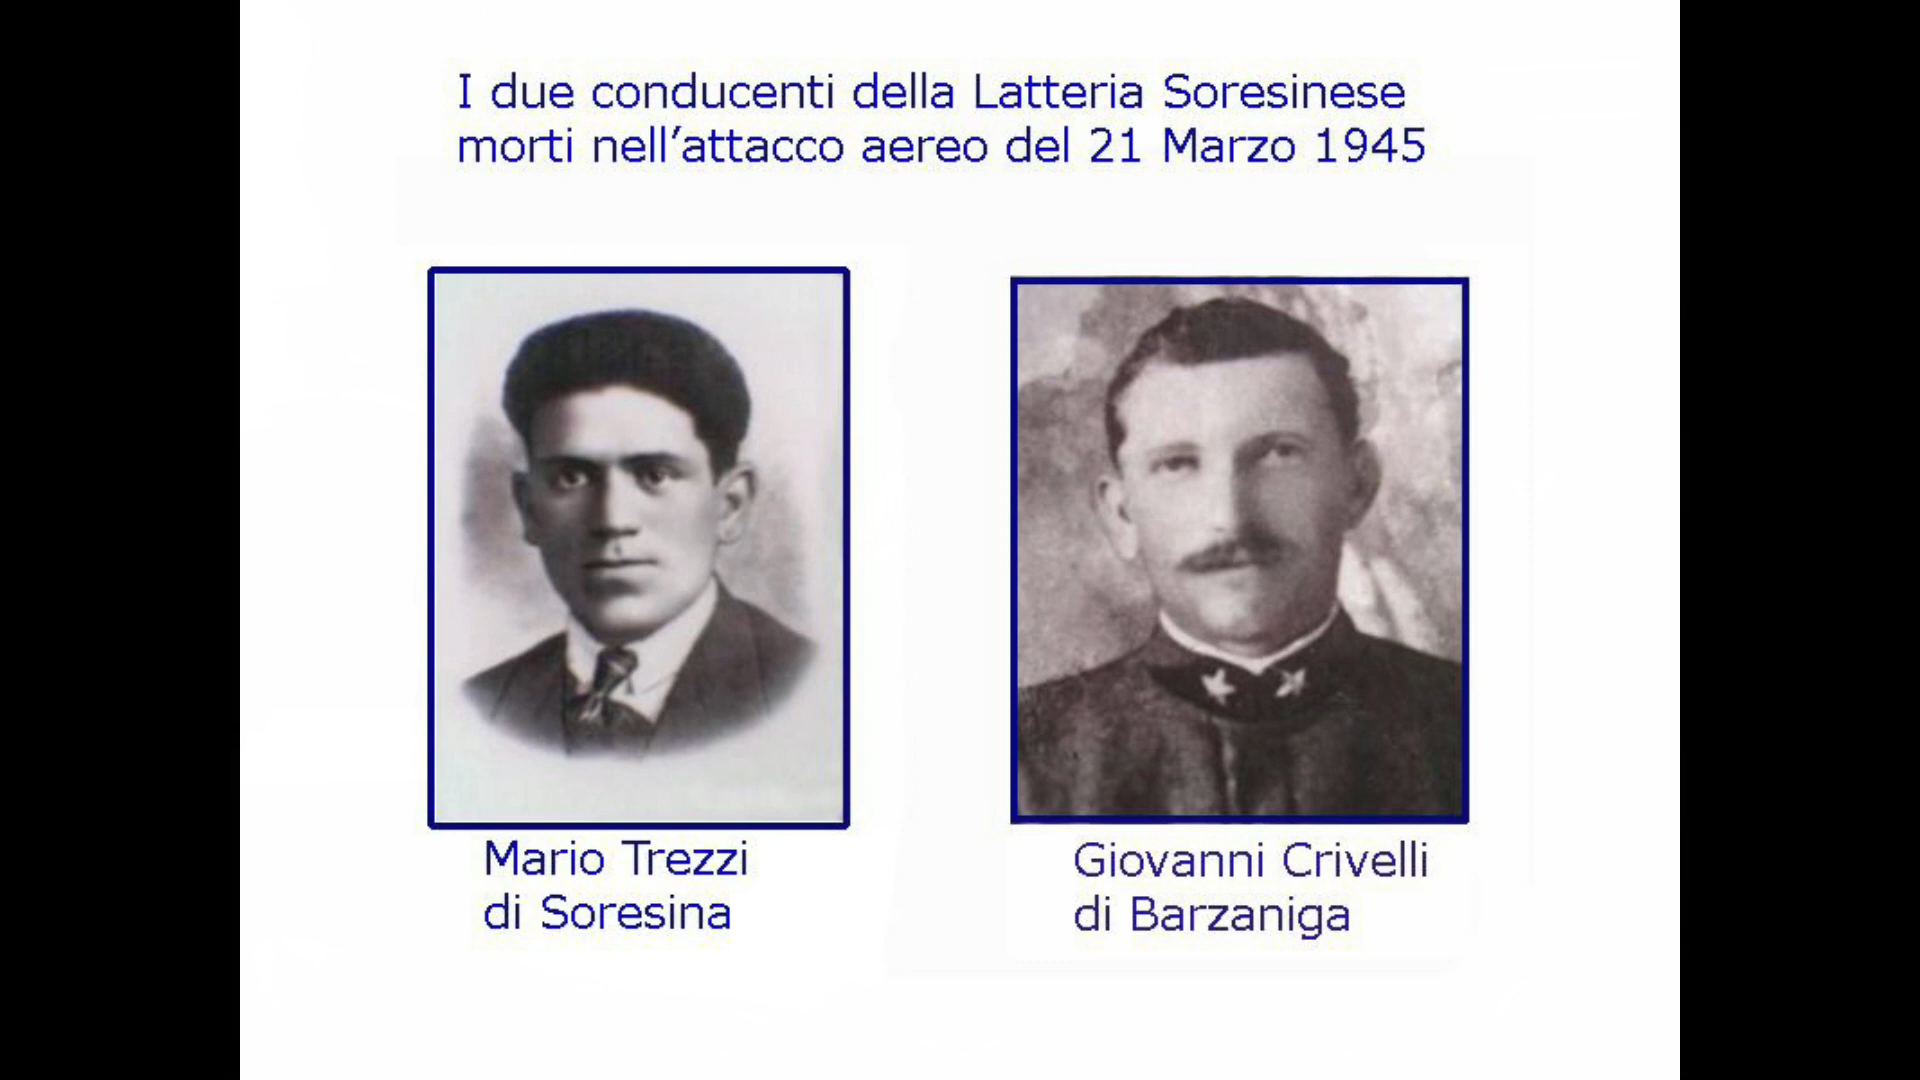 I due conducenti della Latteria Soresinese
morti nell'attacco aereo del 21 Marzo 1945
Mario Trezzi
di Soresina
Giovanni Crivelli
di Barzaniga